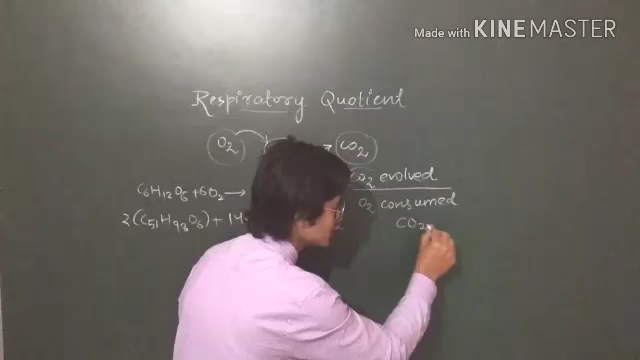 Made with KINEMASTER
Respiratory Quotient
O₂ CO₂
CO₂ evolved
C₆H₁₂O₆ + 6O₂ →
O₂ consumed
2(C₅₁H₉₈O₆) + 14
CO₂